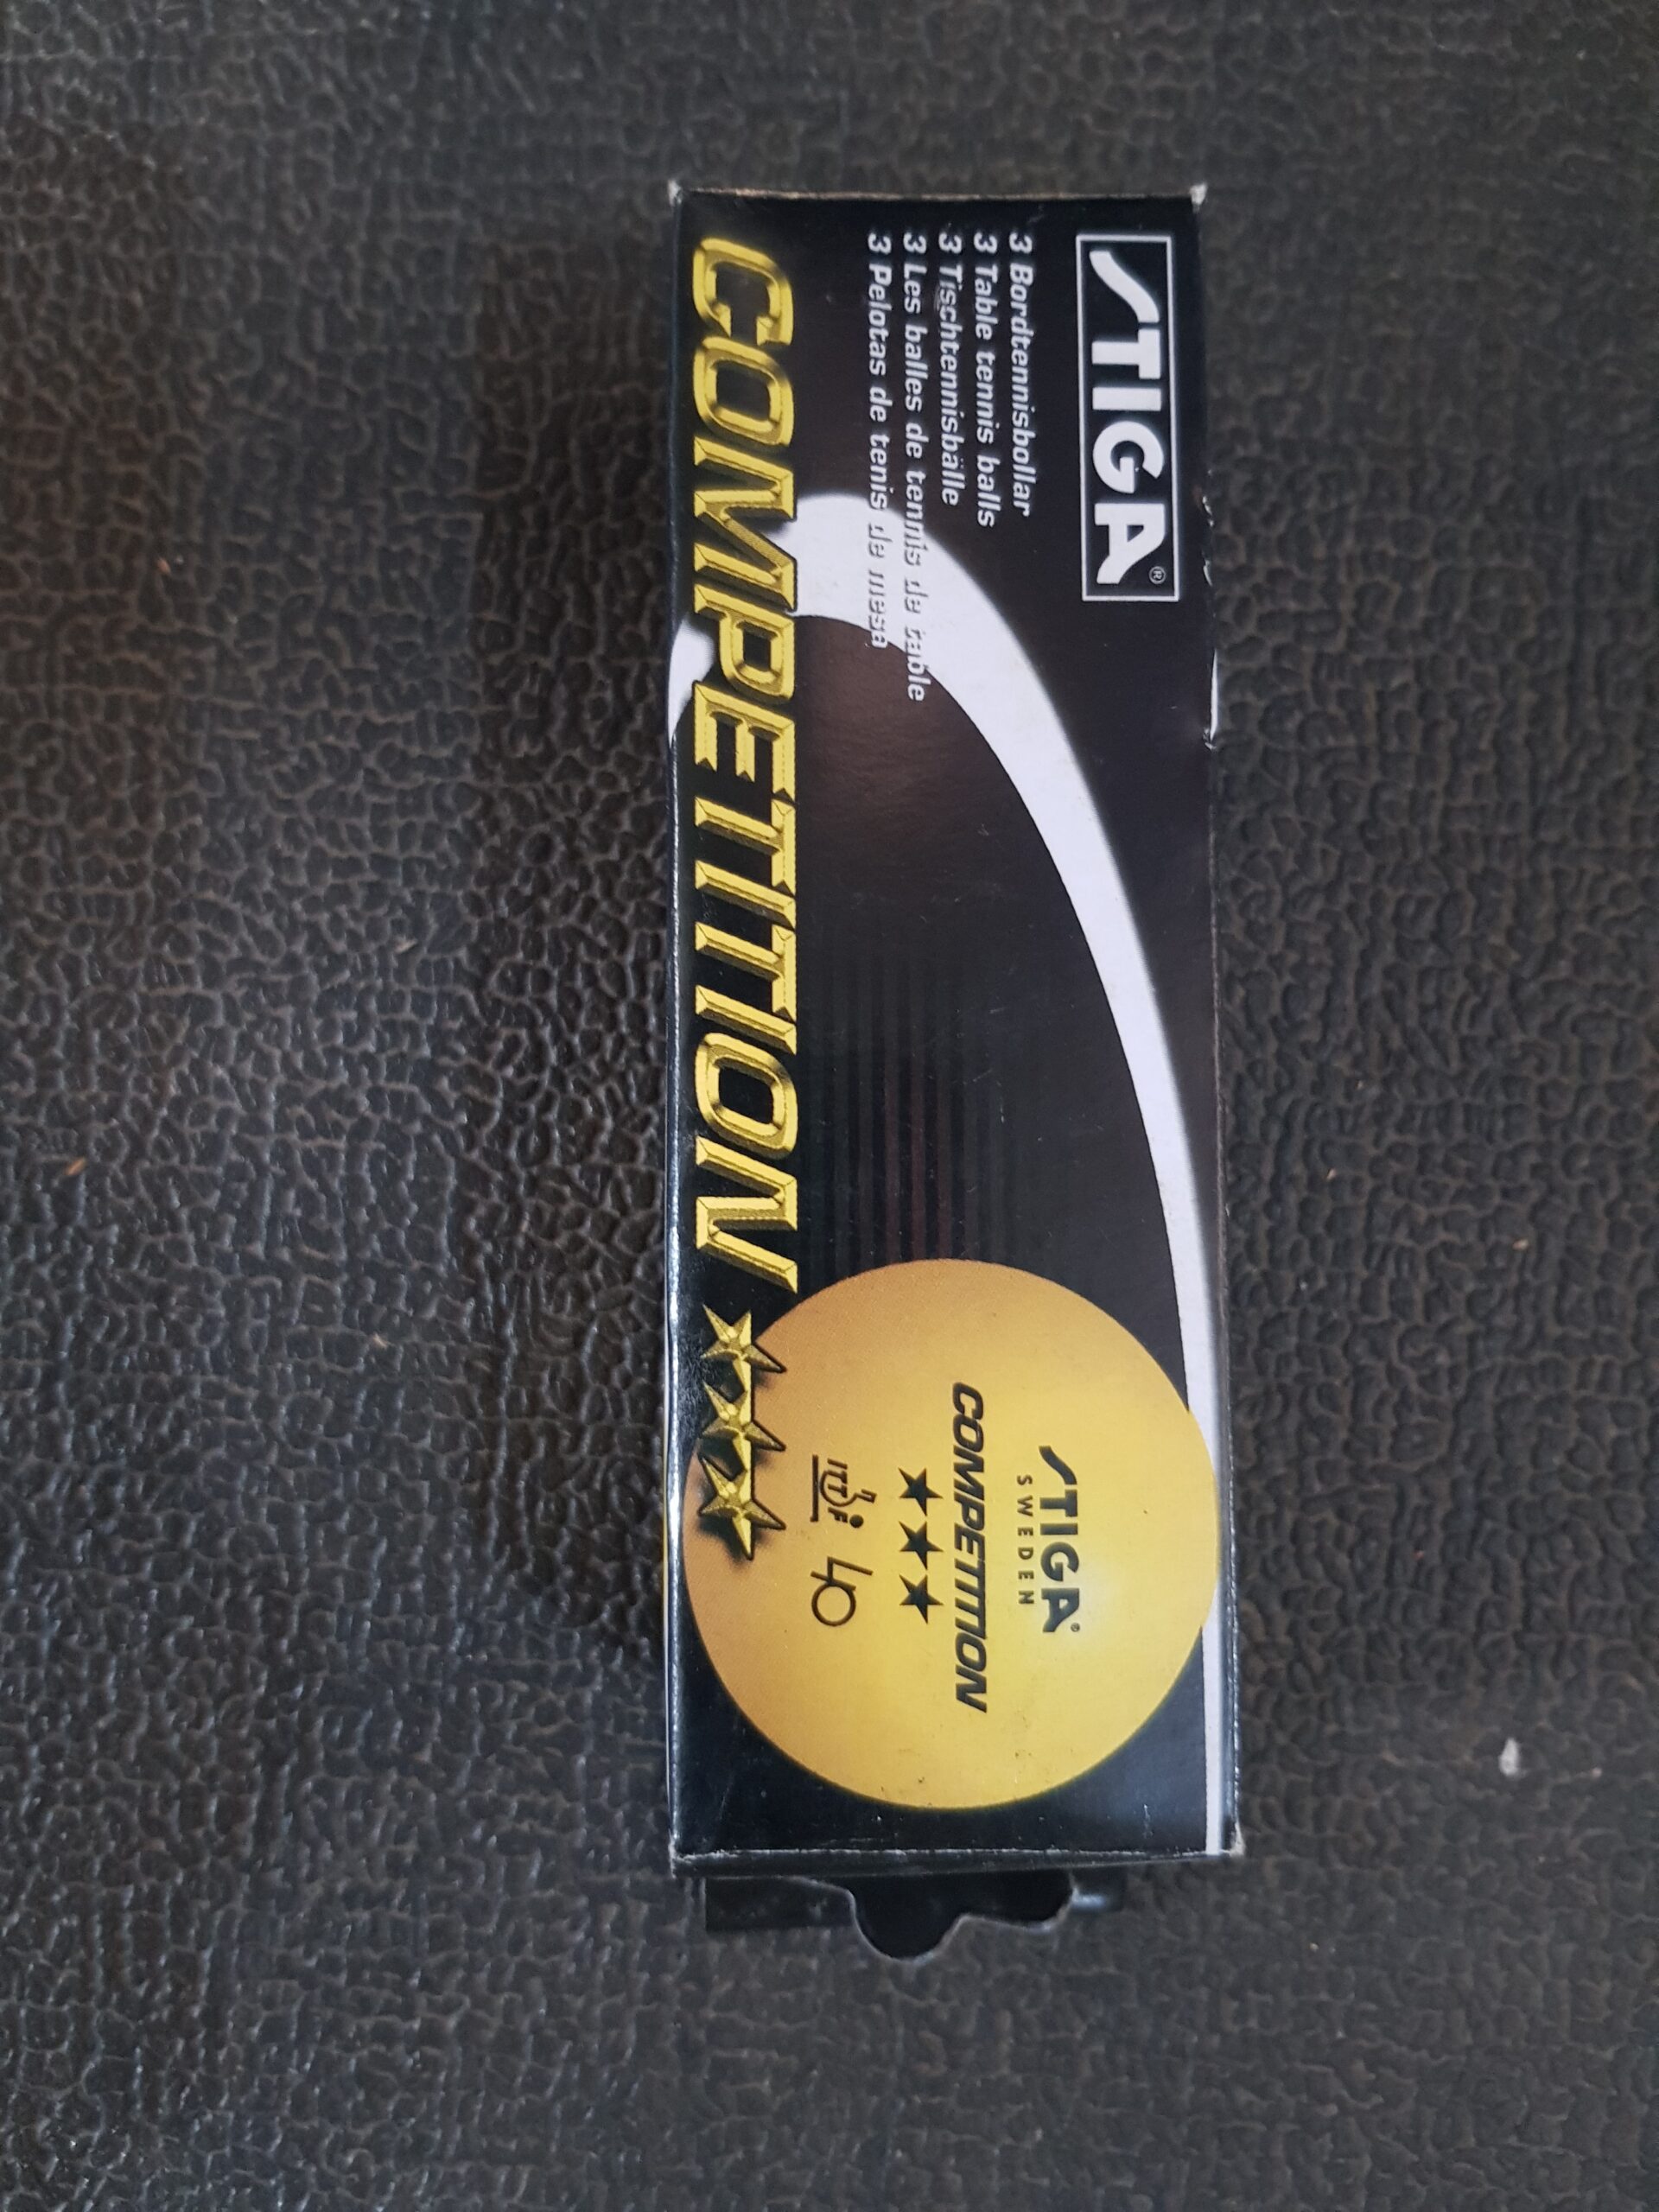 STIGA®
3 Bordtennisbollar
3 Table tennis balls
3 Tischtennisbälle
3 Les balles de tennis de table
3 Pelotas de tenis de mesa
COMPETITION
STIGA®
SWEDEN
COMPETITION
ITTF 40